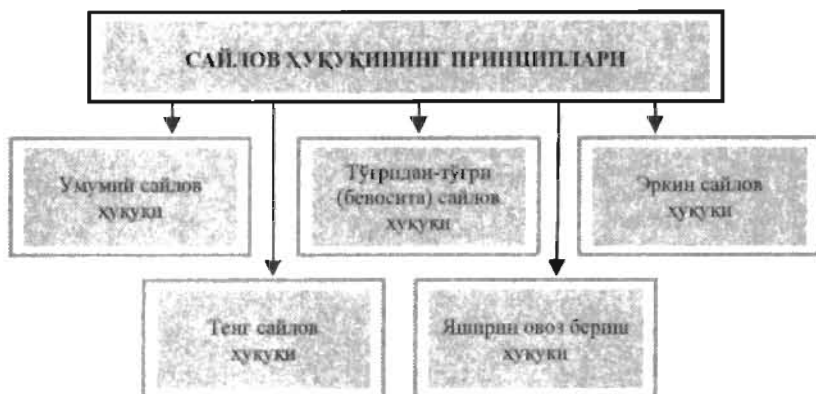 САЙЛОВ ҲУҚУҚИНИНГ ПРИНЦИПЛАРИ
Умумий сайлов
ҳуқуқи
Тўғридан-тўғри
(бевосита) сайлов
ҳуқуқи
Эркин сайлов
ҳуқуқи
Тенг сайлов
ҳуқуқи
Яширин овоз бериш
ҳуқуқи